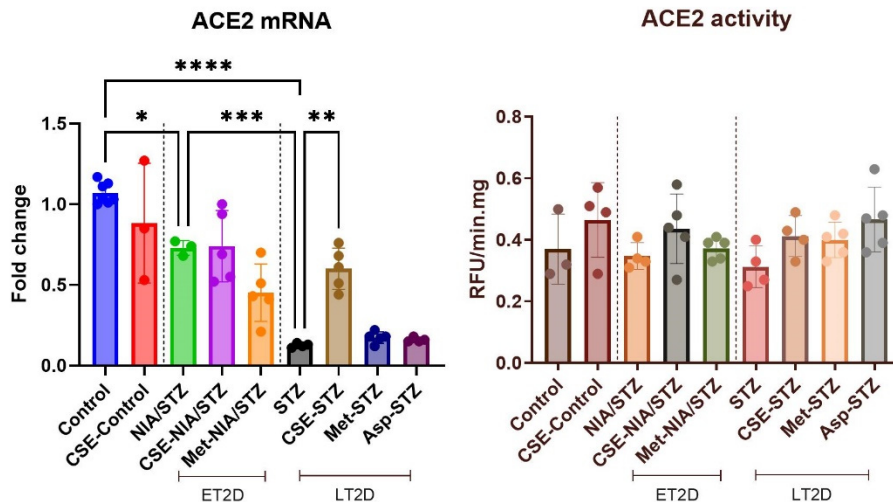 ACE2 mRNA
****
*
***
**
Fold change
1.5
1.0
0.5
0.0
Control
CSE-Control
NIA/STZ
CSE-NIA/STZ
Met-NIA/STZ
STZ
CSE-STZ
Met-STZ
Asp-STZ
ET2D
LT2D
ACE2 activity
RFU/min.mg
0.8
0.6
0.4
0.2
0.0
Control
CSE-Control
NIA/STZ
CSE-NIA/STZ
Met-NIA/STZ
STZ
CSE-STZ
Met-STZ
Asp-STZ
ET2D
LT2D